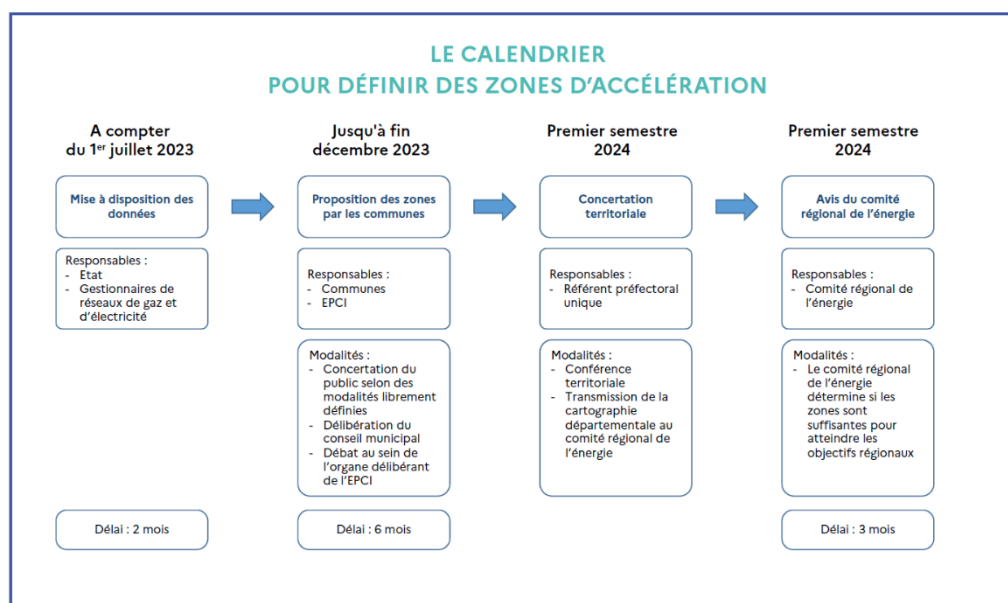 LE CALENDRIER
POUR DÉFINIR DES ZONES D'ACCÉLÉRATION
A compter
du 1er juillet 2023
Jusqu'à fin
décembre 2023
Premier semestre
2024
Premier semestre
2024
Mise à disposition des
données
Proposition des zones
par les communes
Concertation
territoriale
Avis du comité
régional de l'énergie
Responsables :
- Etat
- Gestionnaires de
réseaux de gaz et
d'électricité
Responsables :
- Communes
- EPCI
Responsables :
- Référent préfectoral
unique
Responsables :
- Comité régional de
l'énergie
Modalités :
- Concertation du
public selon des
modalités librement
définies
- Délibération du
conseil municipal
- Débat au sein de
l'organe délibérant
de l'EPCI
Modalités :
- Conférence
territoriale
- Transmission de la
cartographie
départementale au
comité régional de
l'énergie
Modalités :
- Le comité régional
de l'énergie
détermine si les
zones sont
suffisantes pour
atteindre les
objectifs régionaux
Délai : 2 mois
Délai : 6 mois
Délai : 3 mois